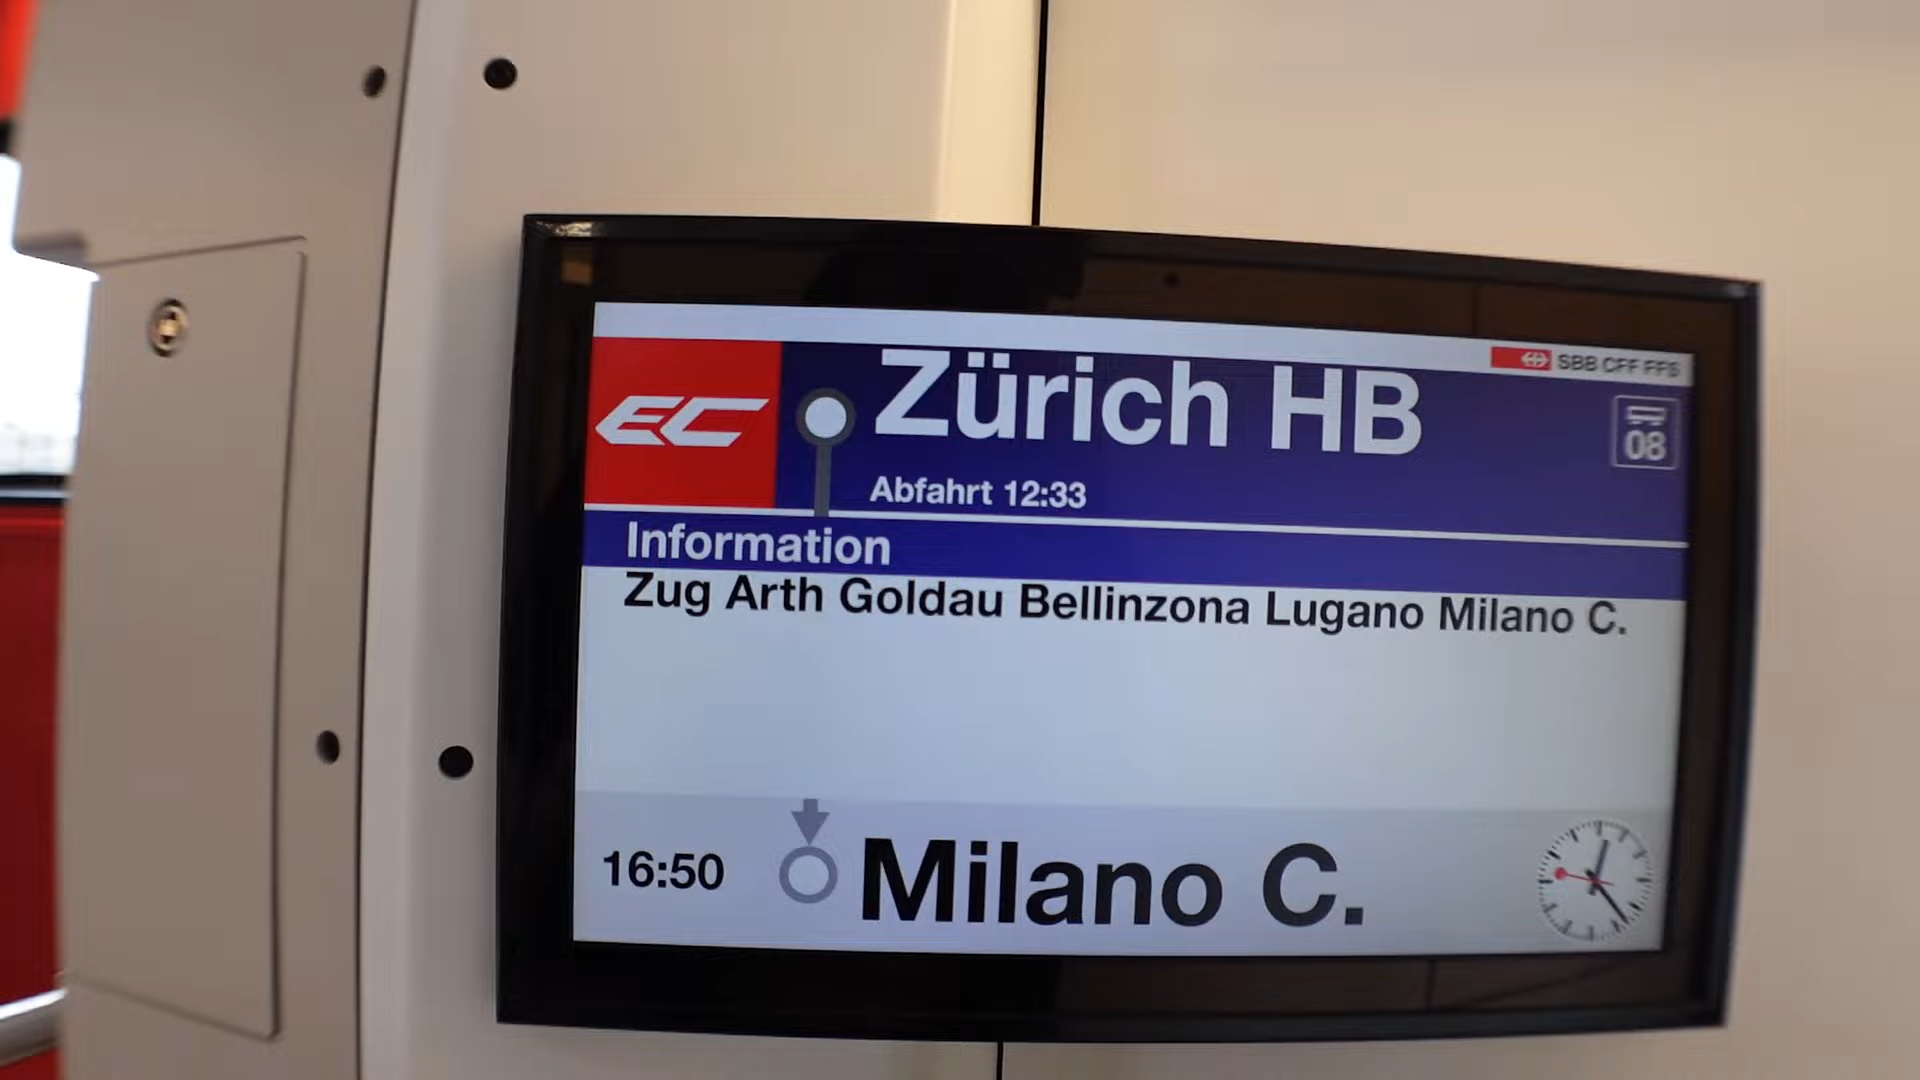 SBB CFF FFS
EC
Zürich HB
08
Abfahrt 12:33
Information
Zug Arth Goldau Bellinzona Lugano Milano C.
16:50
Milano C.